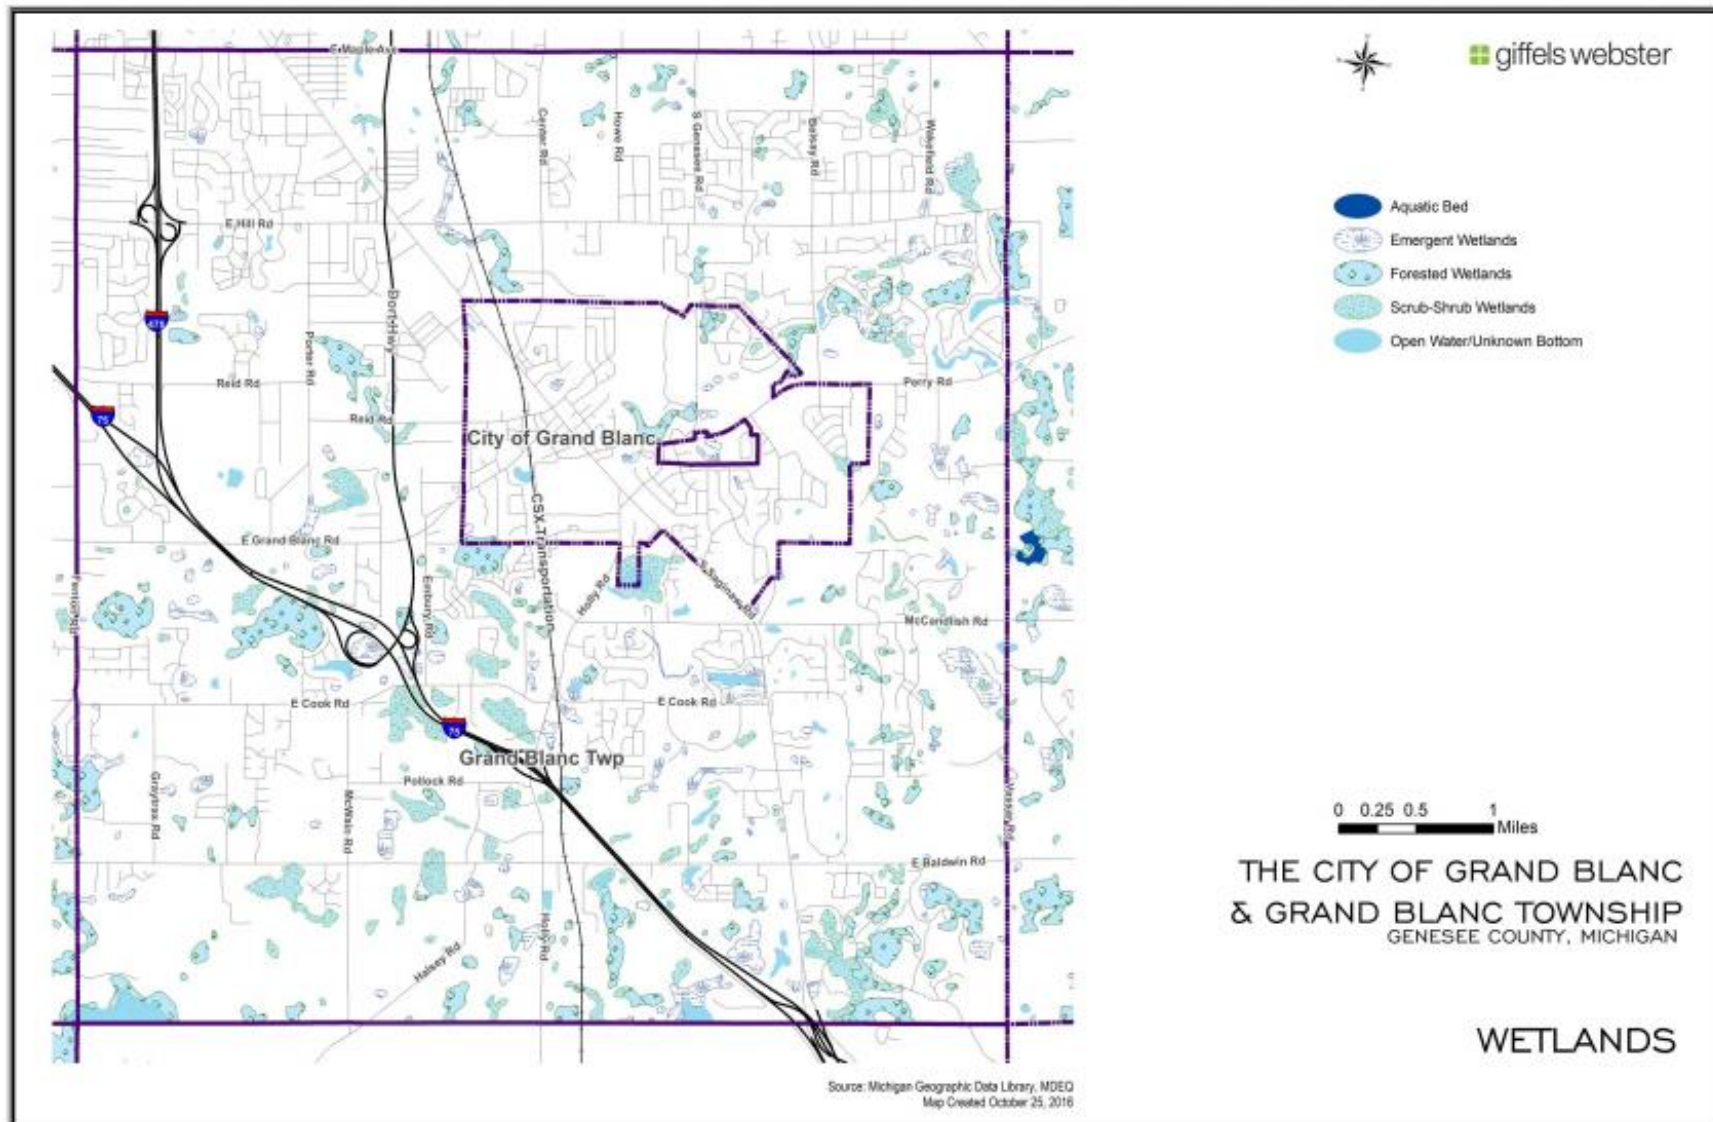 giffels webster
E Maple Ave
Center Rd
Howe Rd
S Genesee Rd
Belsay Rd
Wakefield Rd
E Hill Rd
Aquatic Bed
Emergent Wetlands
Forested Wetlands
Scrub-Shrub Wetlands
Open Water/Unknown Bottom
475
Dort Hwy
Porter Rd
Reid Rd
Perry Rd
75
Reid Rd
City of Grand Blanc
CSX Transportation
E Grand Blanc Rd
Fenton Rd
Embury Rd
Holly Rd
S Saginaw Rd
McCandlish Rd
E Cook Rd
E Cook Rd
75
Grand Blanc Twp
Pollock Rd
McWain Rd
Vassar Rd
0 0.25 0.5 1
Miles
E Baldwin Rd
Holly Rd
Halsey Rd
THE CITY OF GRAND BLANC
& GRAND BLANC TOWNSHIP
GENESEE COUNTY, MICHIGAN
WETLANDS
Source: Michigan Geographic Data Library, MDEQ
Map Created October 25, 2016